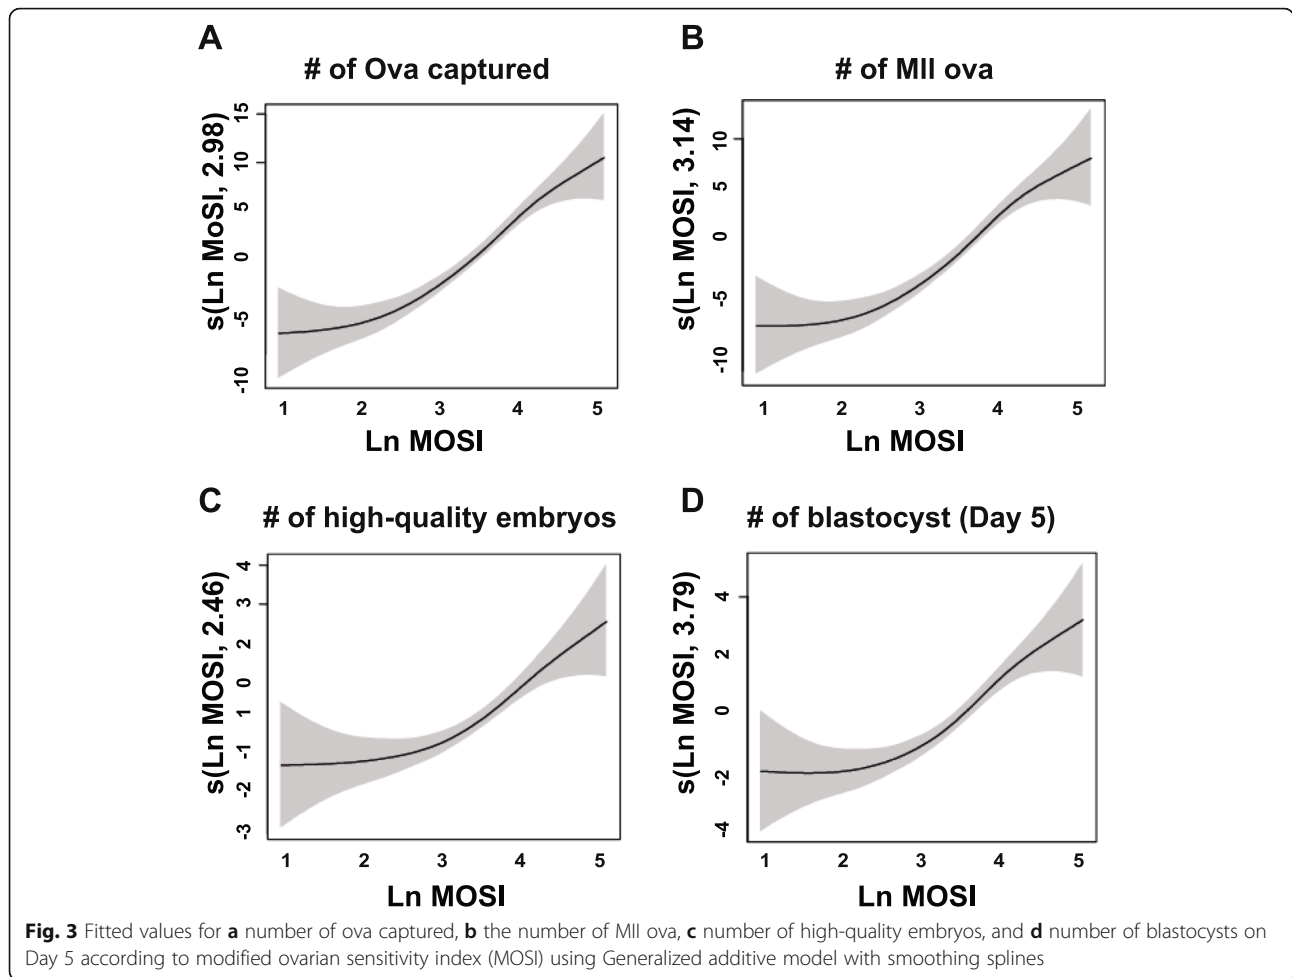 A
# of Ova captured
s(Ln MoSI, 2.98)
15
10
5
0
-5
-10
1 2 3 4 5
Ln MOSI
B
# of MII ova
s(Ln MOSI, 3.14)
10
5
0
-5
-10
1 2 3 4 5
Ln MOSI
C
# of high-quality embryos
s(Ln MOSI, 2.46)
4
3
2
0
1
-1
-2
-3
1 2 3 4 5
Ln MOSI
D
# of blastocyst (Day 5)
s(Ln MOSI, 3.79)
4
2
0
-2
-4
1 2 3 4 5
Ln MOSI
Fig. 3 Fitted values for a number of ova captured, b the number of MII ova, c number of high-quality embryos, and d number of blastocysts on
Day 5 according to modified ovarian sensitivity index (MOSI) using Generalized additive model with smoothing splines